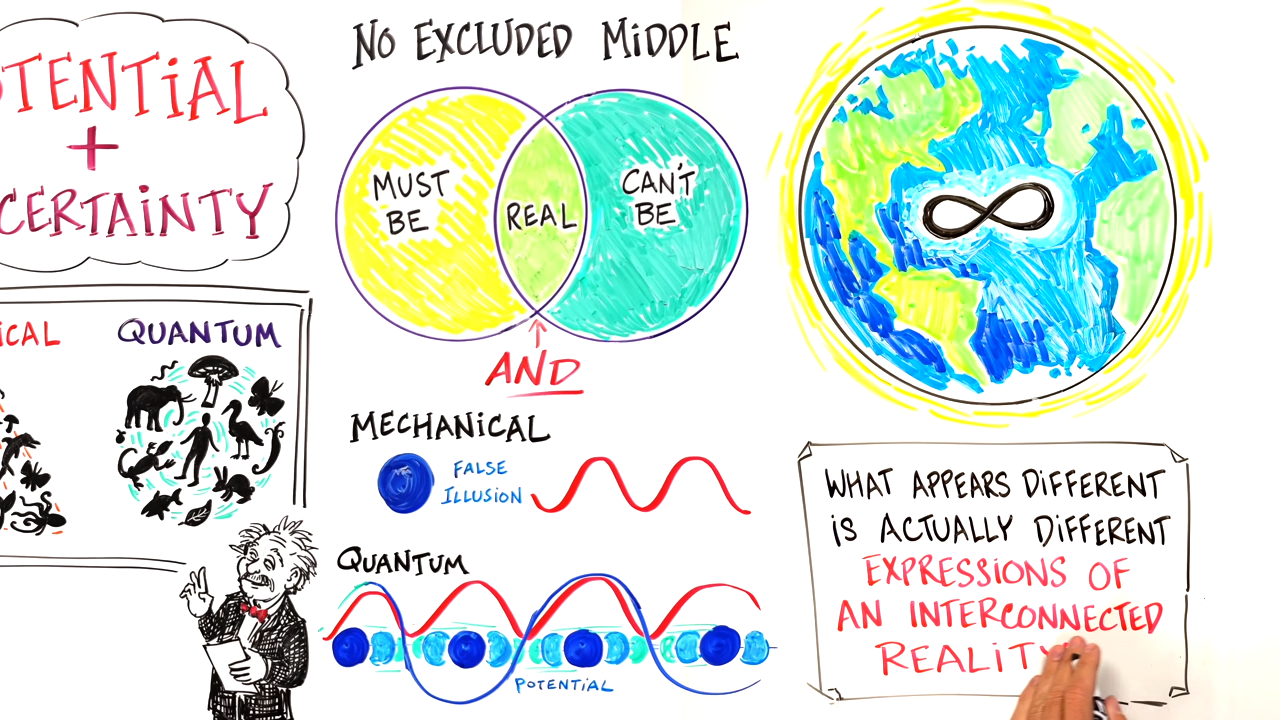 TENTIAL
+
CERTAINTY
ICAL
QUANTUM
NO EXCLUDED MIDDLE
MUST
BE
REAL
CAN'T
BE
AND
MECHANICAL
FALSE
ILLUSION
QUANTUM
POTENTIAL
WHAT APPEARS DIFFERENT
IS ACTUALLY DIFFERENT
EXPRESSIONS OF
AN INTERCONNECTED
REALITY